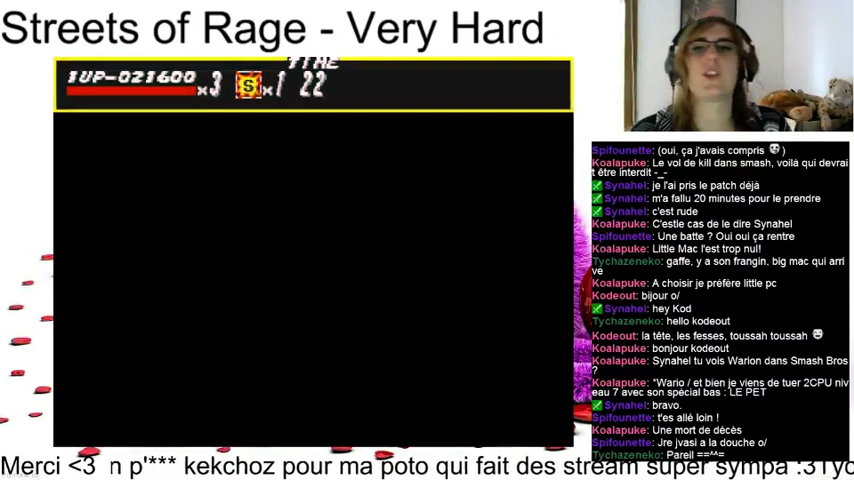 Streets of Rage - Very Hard
TIME
1UP-021600
x3 S x1 22
Spifounette: (oui, ça j'avais compris )
Koalapuke: Le vol de kill dans smash, voilà qui devrai
t être interdit -_-
Synahel: je l'ai pris le patch déjà
Synahel: m'a fallu 20 minutes pour le prendre
Synahel: c'est rude
Koalapuke: C'estle cas de le dire Synahel
Spifounette: Une batte ? Oui oui ça rentre
Koalapuke: Little Mac l'est trop nul!
Tychazeneko: gaffe, y a son frangin, big mac qui arri
ve
Koalapuke: A choisir je préfère little pc
Kodeout: bijour o/
Synahel: hey Kod
Tychazeneko: hello kodeout
Kodeout: la tête, les fesses, toussah toussah
Koalapuke: bonjour kodeout
Koalapuke: Synahel tu vois Warion dans Smash Bros
?
Koalapuke: *Wario / et bien je viens de tuer 2CPU niv
eau 7 avec son spécial bas : LE PET
Synahel: bravo.
Spifounette: t'es allé loin !
Koalapuke: Une mort de décès
Spifounette: Jre jvasi a la douche o/
Tychazeneko: Pareil ==^^=
Merci <3 n p'*** kekchoz pour ma poto qui fait des stream super sympa :3Tyc